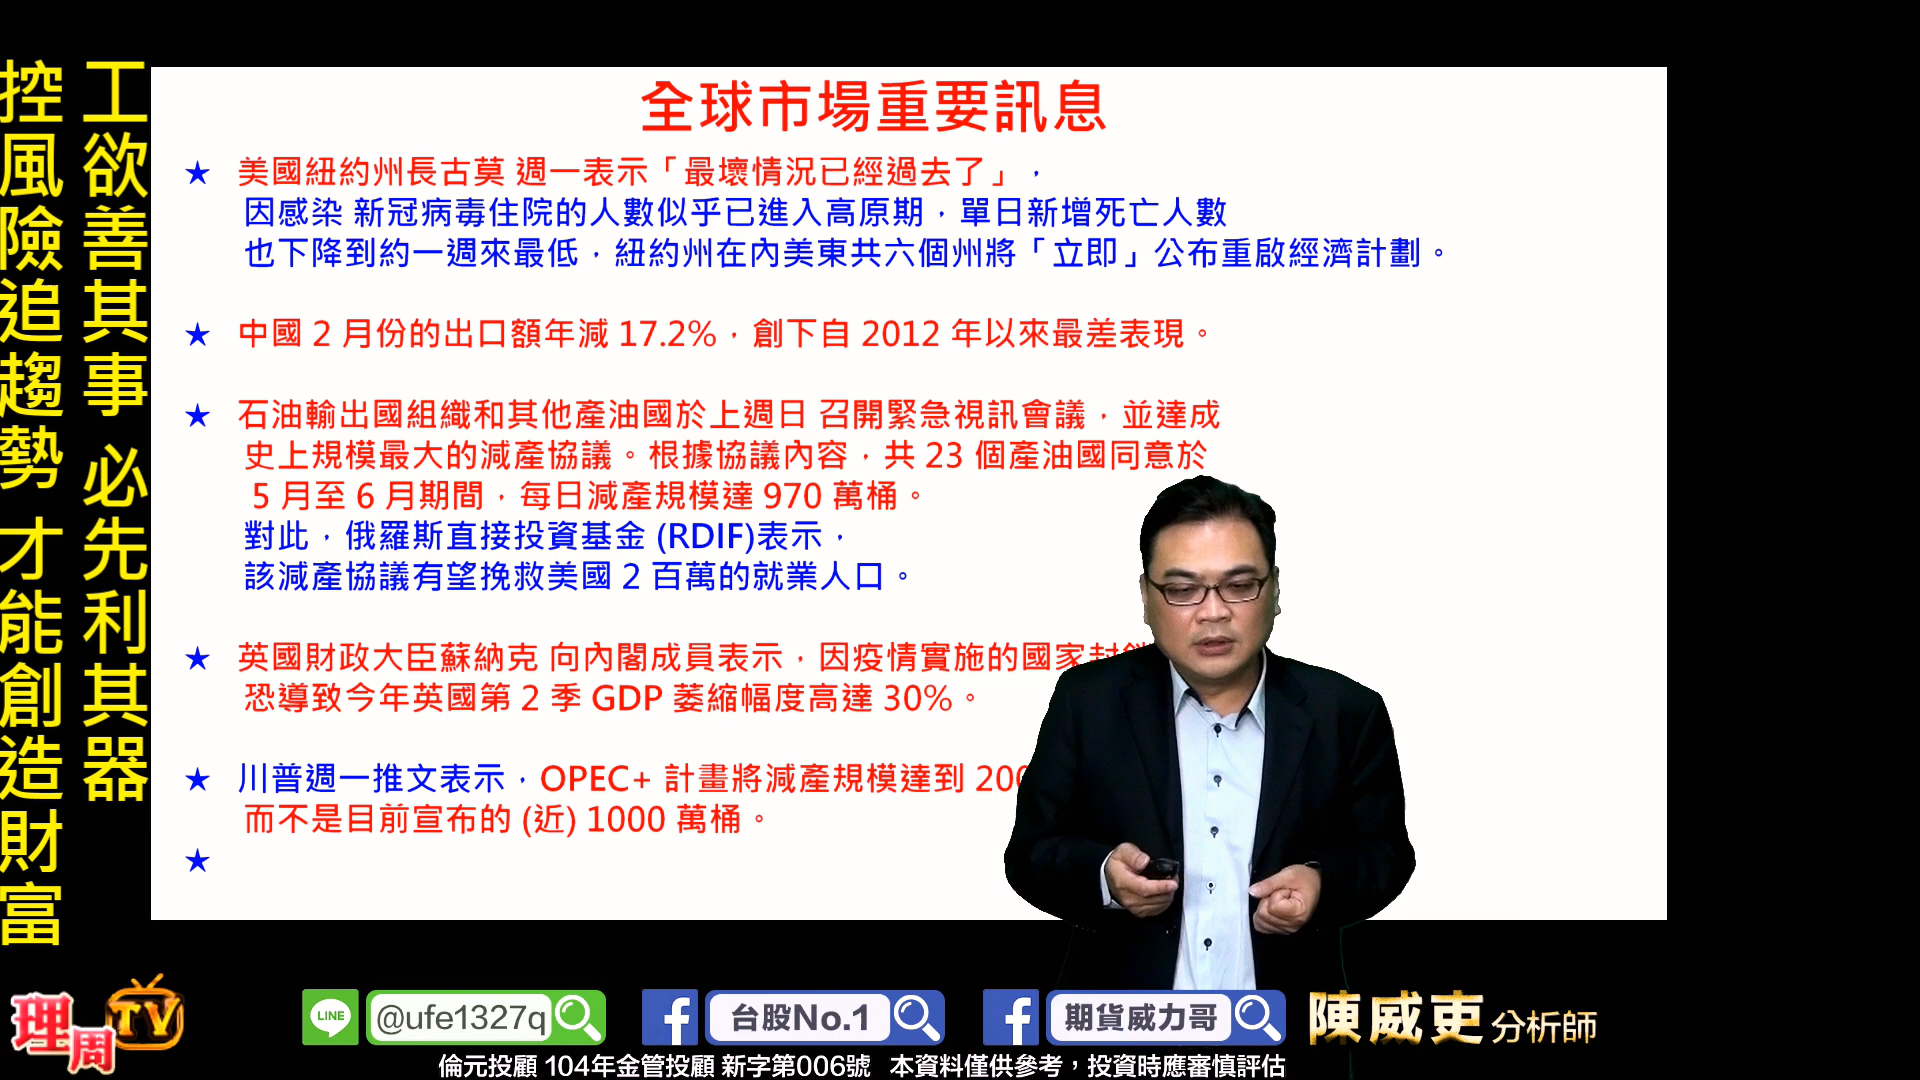 工欲善其事 必先利其器
控風險追趨勢 才能創造財富
全球市場重要訊息
★ 美國紐約州長古莫 週一表示「最壞情況已經過去了」，
因感染 新冠病毒住院的人數似乎已進入高原期，單日新增死亡人數
也下降到約一週來最低，紐約州在內美東共六個州將「立即」公布重啟經濟計劃。
★ 中國 2 月份的出口額年減 17.2%，創下自 2012 年以來最差表現。
★ 石油輸出國組織和其他產油國於上週日 召開緊急視訊會議，並達成
史上規模最大的減產協議。根據協議內容，共 23 個產油國同意於
5 月至 6 月期間，每日減產規模達 970 萬桶。
對此，俄羅斯直接投資基金 (RDIF)表示，
該減產協議有望挽救美國 2 百萬的就業人口。
★ 英國財政大臣蘇納克 向內閣成員表示，因疫情實施的國家封
恐導致今年英國第 2 季 GDP 萎縮幅度高達 30%。
★ 川普週一推文表示，OPEC+ 計畫將減產規模達到 200
而不是目前宣布的 (近) 1000 萬桶。
★
理周TV
LINE @ufe1327q
台股No.1
期貨威力哥
陳威吏 分析師
倫元投顧 104年金管投顧 新字第006號 本資料僅供參考，投資時應審慎評估